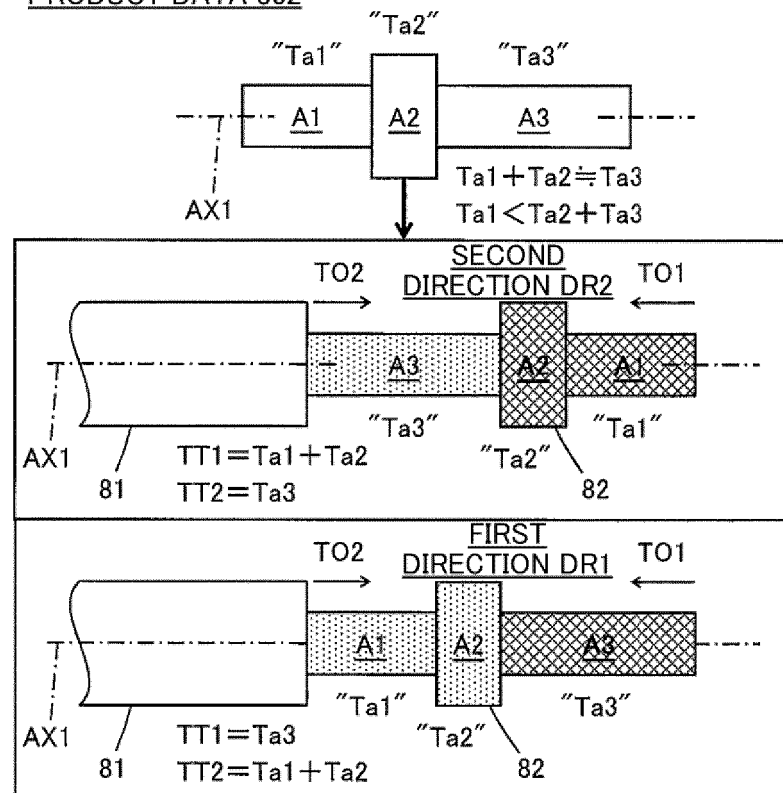 "Ta2"
"Ta1" "Ta3"
A1 A2 A3
AX1
Ta1+Ta2≒Ta3
Ta1<Ta2+Ta3
SECOND
DIRECTION DR2
TO2 TO1
A3 A2 A1
"Ta3" "Ta2" "Ta1"
AX1
81
TT1=Ta1+Ta2
TT2=Ta3
82
FIRST
DIRECTION DR1
TO2 TO1
A1 A2 A3
"Ta1" "Ta2" "Ta3"
AX1
81
TT1=Ta3
TT2=Ta1+Ta2
82